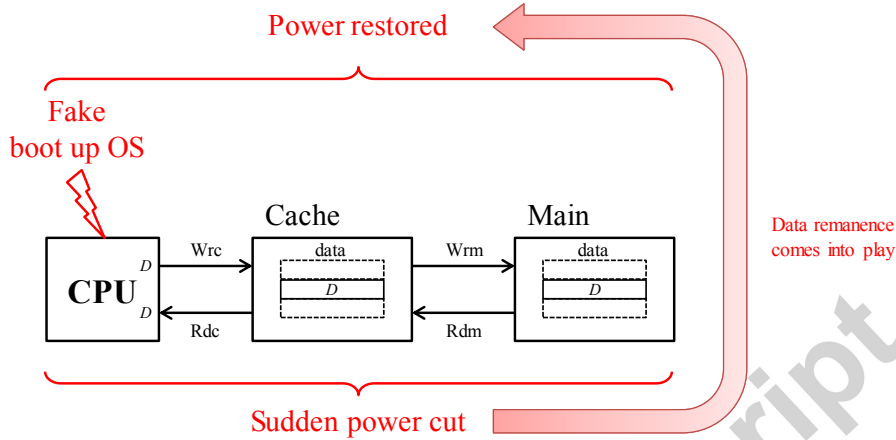 Power restored
Fake
boot up OS
Cache
Main
Wrc
data
Wrm
data
Data remanence
comes into play
D
CPU
D
D
D
Rdc
Rdm
Sudden power cut
ript